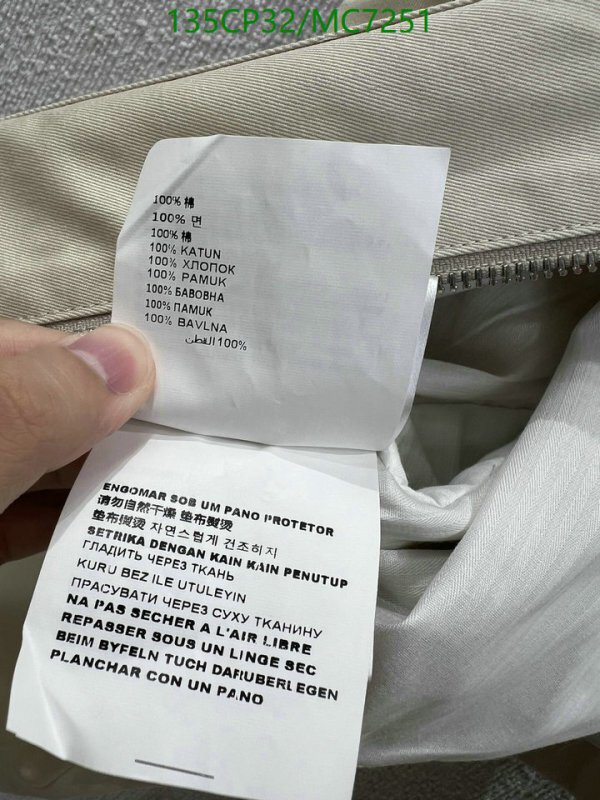 135CP32/MC7251
100% 棉
100% 면
100% 棉
100% KATUN
100% ХЛОПОК
100% PAMUK
100% БАВОВНА
100% ПАМУК
100% BAVLNA
القطن 100%
ENGOMAR SOB UM PANO PROTETOR
请勿自然干燥 垫布熨烫
垫布熨烫 자연스럽게 건조히지
SETRIKA DENGAN KAIN KAIN PENUTUP
ГЛАДИТЬ ЧЕРЕЗ ТКАНЬ
KURU BEZ ILE UTULEYIN
ПРАСУВАТИ ЧЕРЕЗ СУХУ ТКАНИНУ
NA PAS SECHER A L'AIR LIBRE
REPASSER SOUS UN LINGE SEC
BEIM BYFELN TUCH DARUBERLEGEN
PLANCHAR CON UN PANO